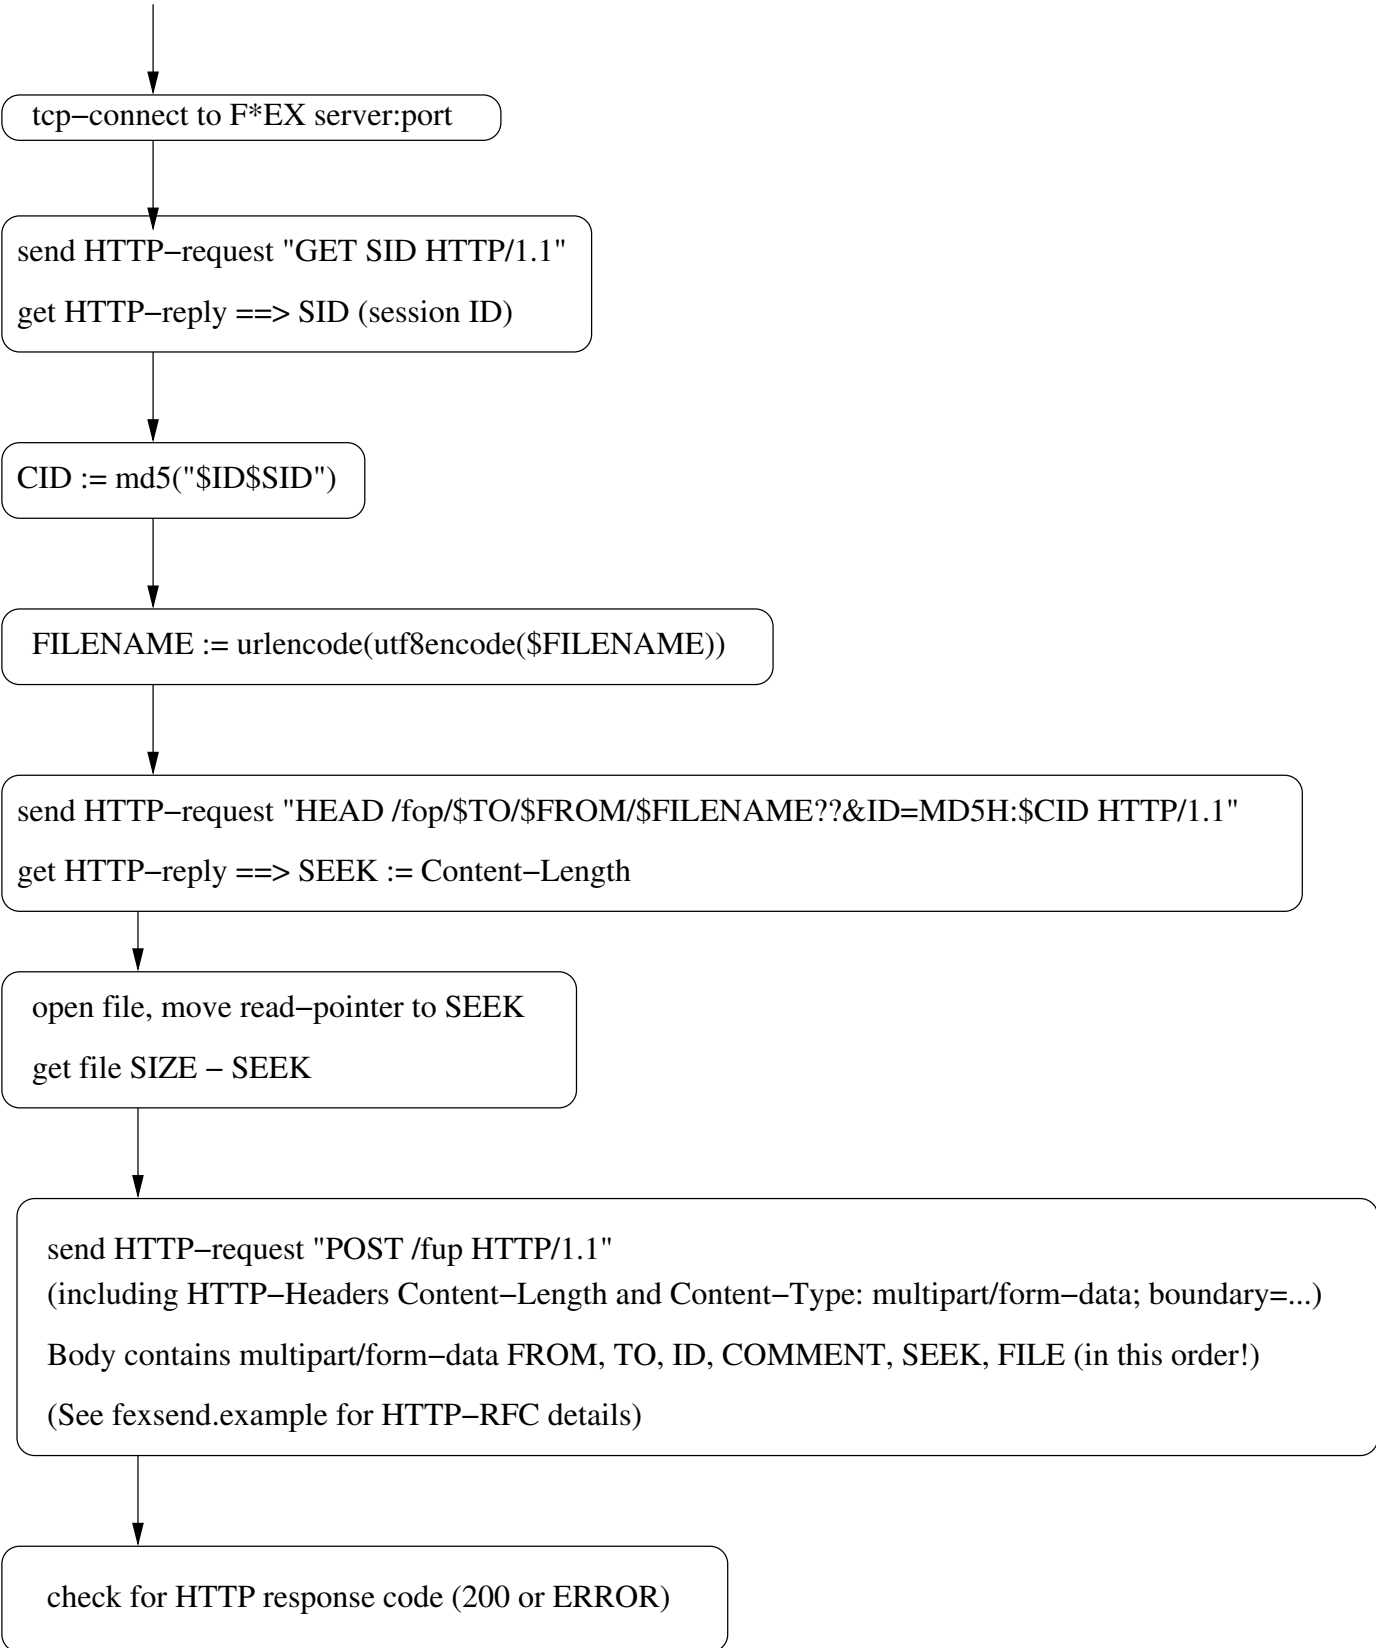 tcp−connect to F*EX server:port
send HTTP−request "GET SID HTTP/1.1"
get HTTP−reply ==> SID (session ID)
CID := md5("$ID$SID")
FILENAME := urlencode(utf8encode($FILENAME))
send HTTP−request "HEAD /fop/$TO/$FROM/$FILENAME??&ID=MD5H:$CID HTTP/1.1"
get HTTP−reply ==> SEEK := Content−Length
open file, move read−pointer to SEEK
get file SIZE − SEEK
send HTTP−request "POST /fup HTTP/1.1"
(including HTTP−Headers Content−Length and Content−Type: multipart/form−data; boundary=...)
Body contains multipart/form−data FROM, TO, ID, COMMENT, SEEK, FILE (in this order!)
(See fexsend.example for HTTP−RFC details)
check for HTTP response code (200 or ERROR)